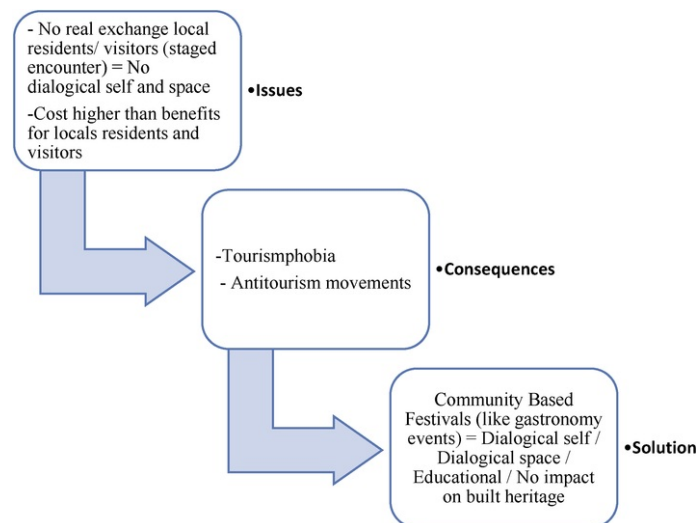 - No real exchange local
residents/ visitors (staged
encounter) = No
dialogical self and space
-Cost higher than benefits
for locals residents and
visitors
•Issues
-Tourismphobia
- Antitourism movements
•Consequences
Community Based
Festivals (like gastronomy
events) = Dialogical self /
Dialogical space /
Educational / No impact
on built heritage
•Solution